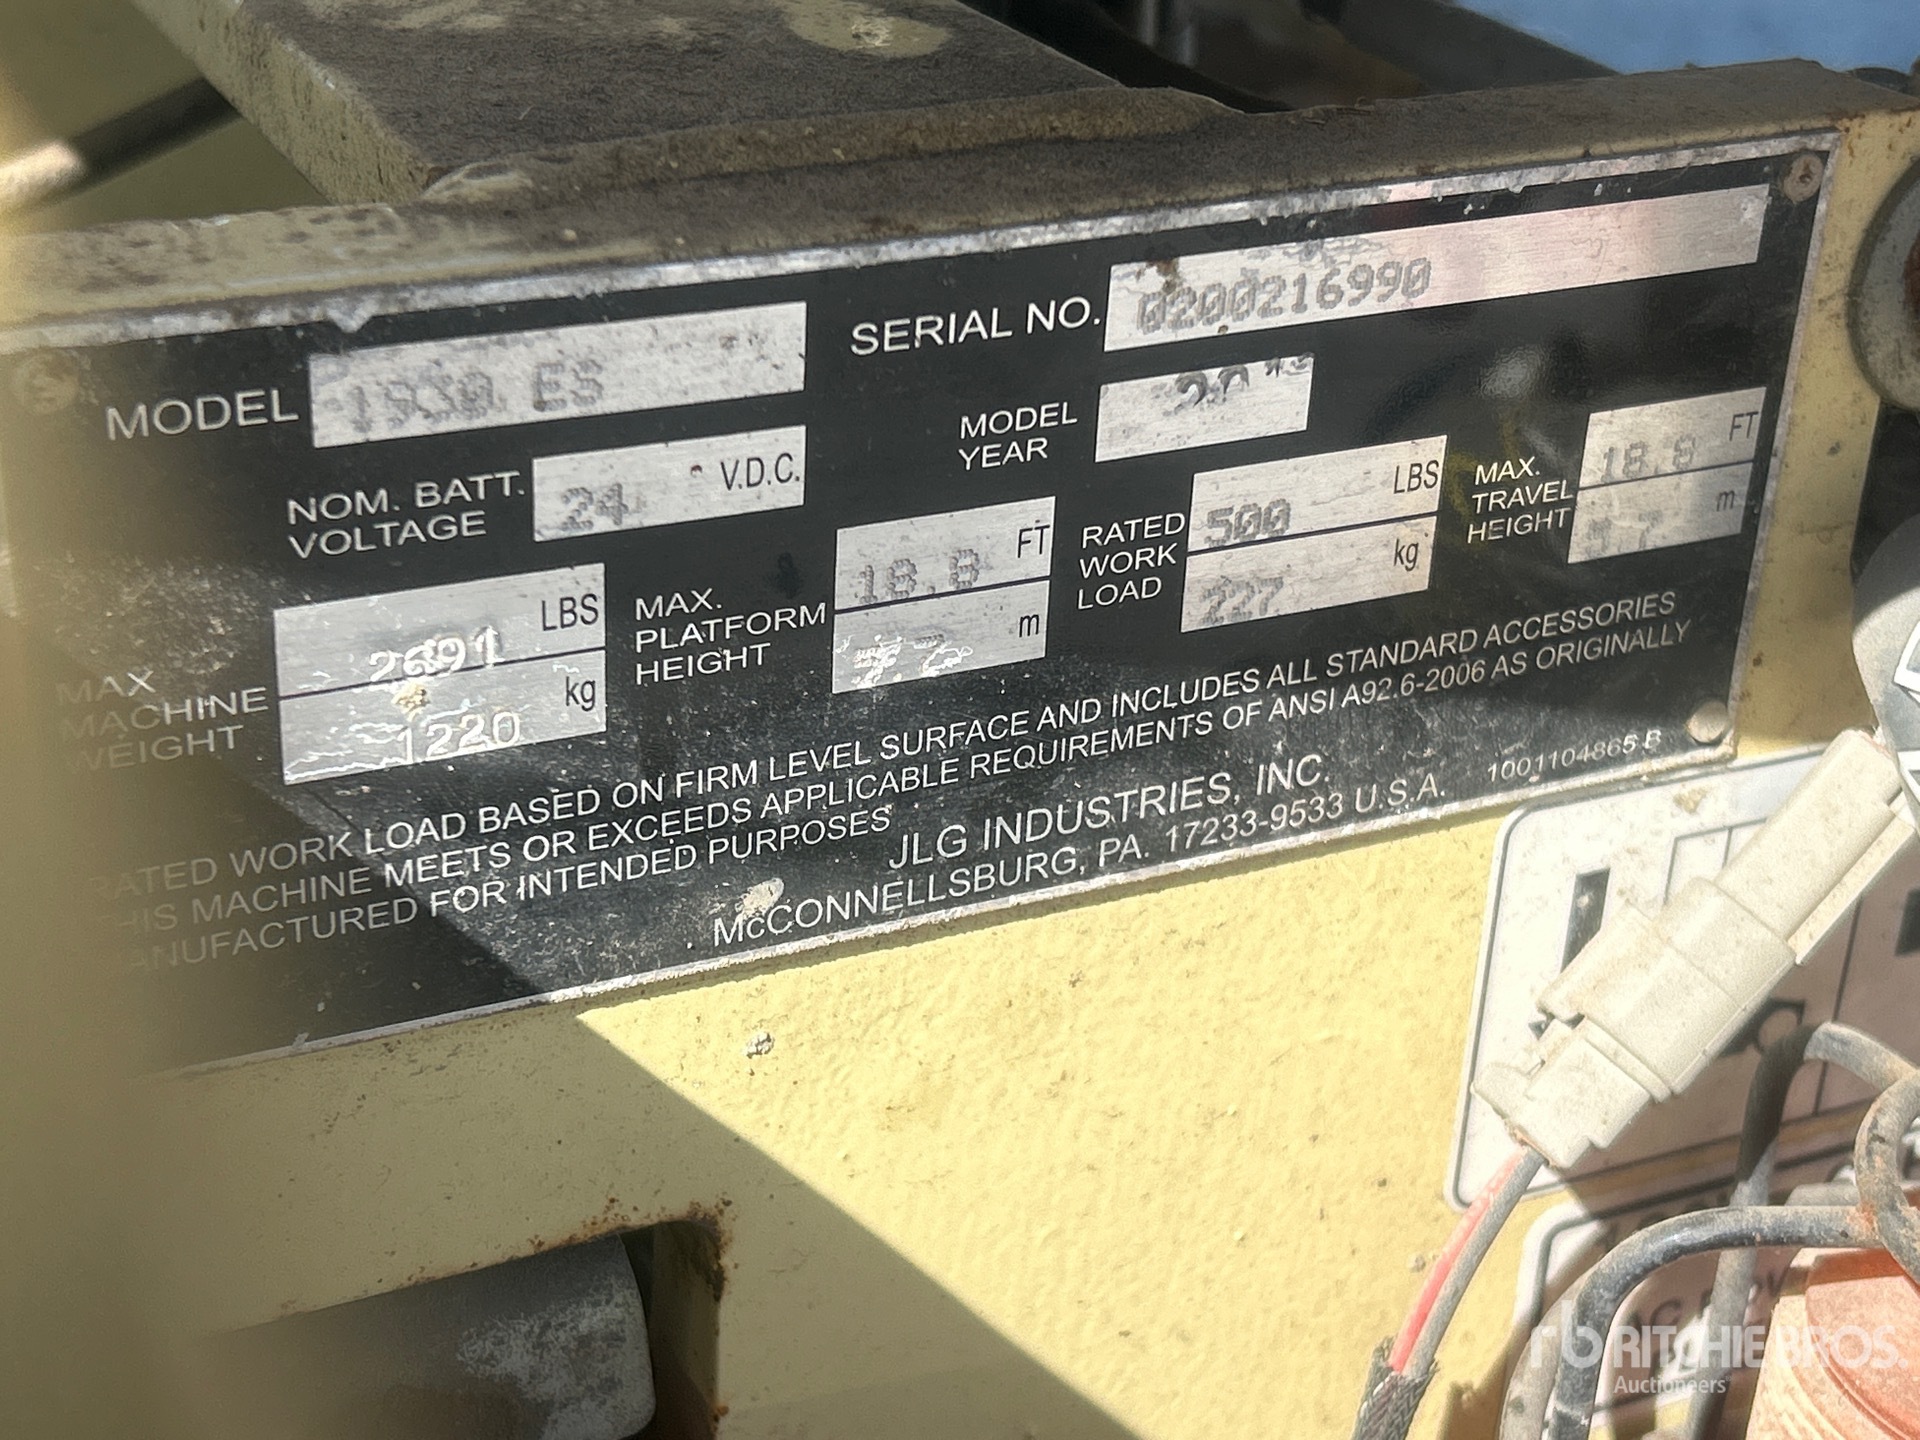 MODEL 1930 ES
SERIAL NO. 0200216990
NOM. BATT. VOLTAGE 24 V.D.C.
MODEL YEAR
MAX MACHINE WEIGHT 2691 LBS
1220 kg
MAX. PLATFORM HEIGHT 18.8 FT
m
RATED WORK LOAD 500 LBS
227 kg
MAX. TRAVEL HEIGHT 18.8 FT
m
RATED WORK LOAD BASED ON FIRM LEVEL SURFACE AND INCLUDES ALL STANDARD ACCESSORIES
THIS MACHINE MEETS OR EXCEEDS APPLICABLE REQUIREMENTS OF ANSI A92.6-2006 AS ORIGINALLY
MANUFACTURED FOR INTENDED PURPOSES
JLG INDUSTRIES, INC.
McCONNELLSBURG, PA. 17233-9533 U.S.A.
1001104865 B
rb RITCHIE BROS.
Auctioneers